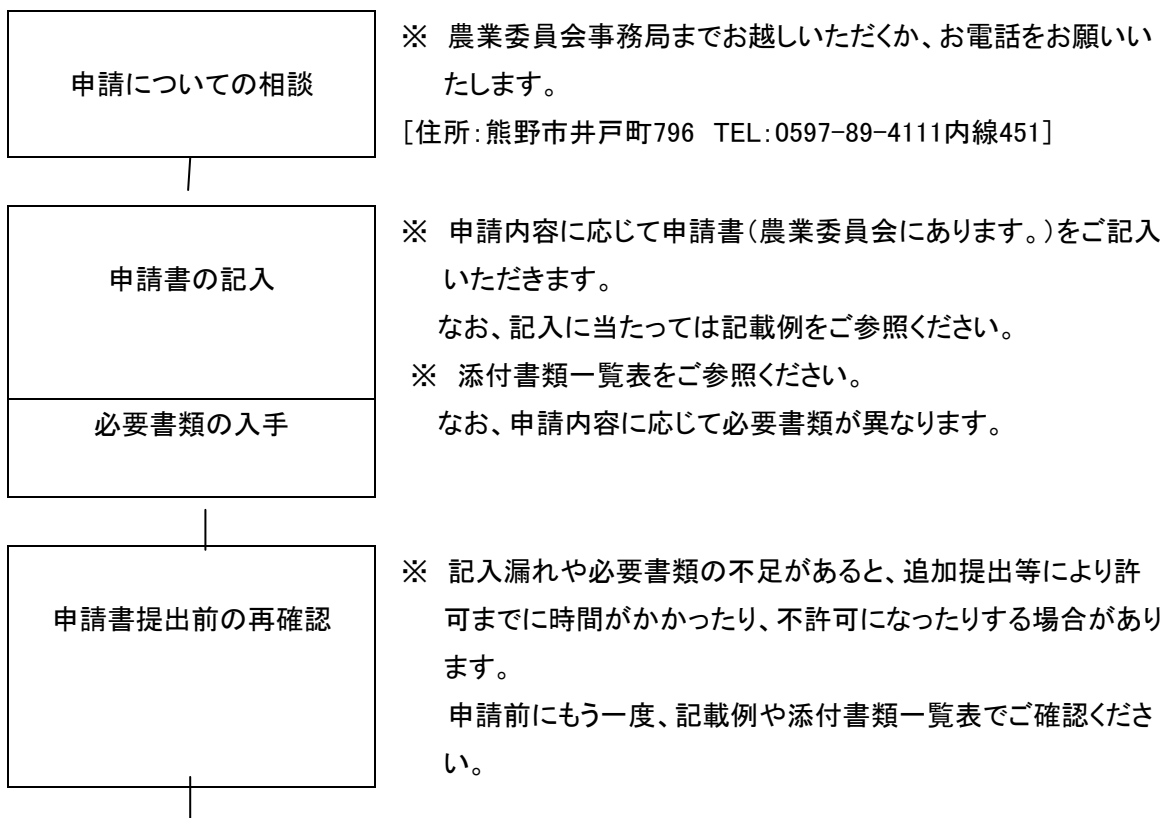 申請についての相談
※ 農業委員会事務局までお越しいただくか、お電話をお願いい
たします。
[住所:熊野市井戸町796 TEL:0597-89-4111内線451]
申請書の記入
※ 申請内容に応じて申請書(農業委員会にあります。)をご記入
いただきます。
なお、記入に当たっては記載例をご参照ください。
※ 添付書類一覧表をご参照ください。
必要書類の入手
なお、申請内容に応じて必要書類が異なります。
申請書提出前の再確認
※ 記入漏れや必要書類の不足があると、追加提出等により許
可までに時間がかかったり、不許可になったりする場合があり
ます。
申請前にもう一度、記載例や添付書類一覧表でご確認くださ
い。